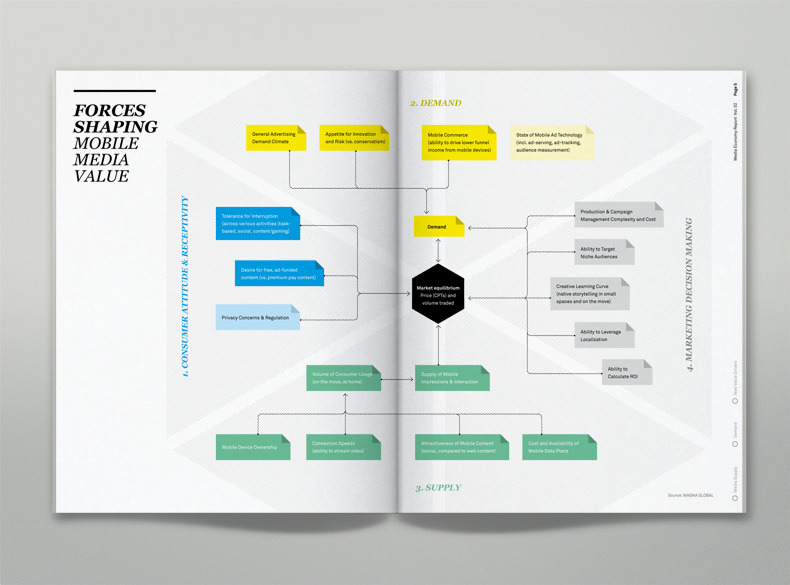 FORCES
SHAPING
MOBILE
MEDIA
VALUE
2. DEMAND
General Advertising
Demand Climate
Appetite for Innovation
and Risk (vs. conservatism)
Mobile Commerce
(ability to drive lower funnel
income from mobile devices)
State of Mobile Ad Technology
(incl. ad-serving, ad-tracking,
audience measurement)
1. CONSUMER ATTITUDE & RECEPTIVITY
Tolerance for Interruption
(across various activities (task-
based, social, content/gaming)
Desire for free, ad-funded
content (vs. premium pay content)
Privacy Concerns & Regulation
Demand
Market equilibrium
Price (CPTs) and
volume traded
Production & Campaign
Management Complexity and Cost
Ability to Target
Niche Audiences
Creative Learning Curve
(native storytelling in small
spaces and on the move)
Ability to Leverage
Localization
Ability to
Calculate ROI
4. MARKETING DECISION MAKING
Volume of Consumer Usage
(on the move, at home)
Supply of Mobile
Impressions & Interaction
Mobile Device Ownership
Connection Speeds
(ability to stream video)
Attractiveness of Mobile Content
(social, compared to web content)
Cost and Availability of
Mobile Data Plans
3. SUPPLY
Source: MAGNA GLOBAL
Media Economy Report Vol. 02 Page 5
New Value Drivers
Demand
Media Supply